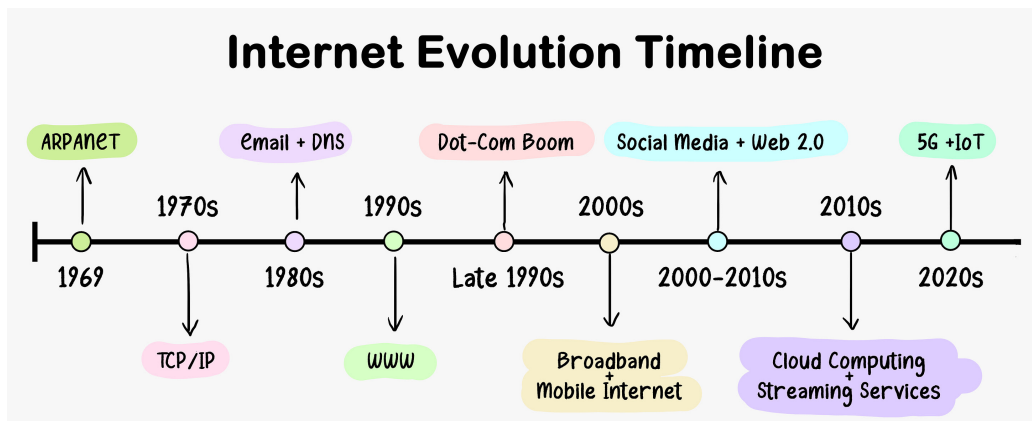 Internet Evolution Timeline
ARPANET
email + DNS
Dot-Com Boom
Social Media + Web 2.0
5G +IoT
1970s
1990s
2000s
2010s
1969
1980s
Late 1990s
2000-2010s
2020s
TCP/IP
WWW
Broadband
+
Mobile Internet
Cloud Computing
+
Streaming Services